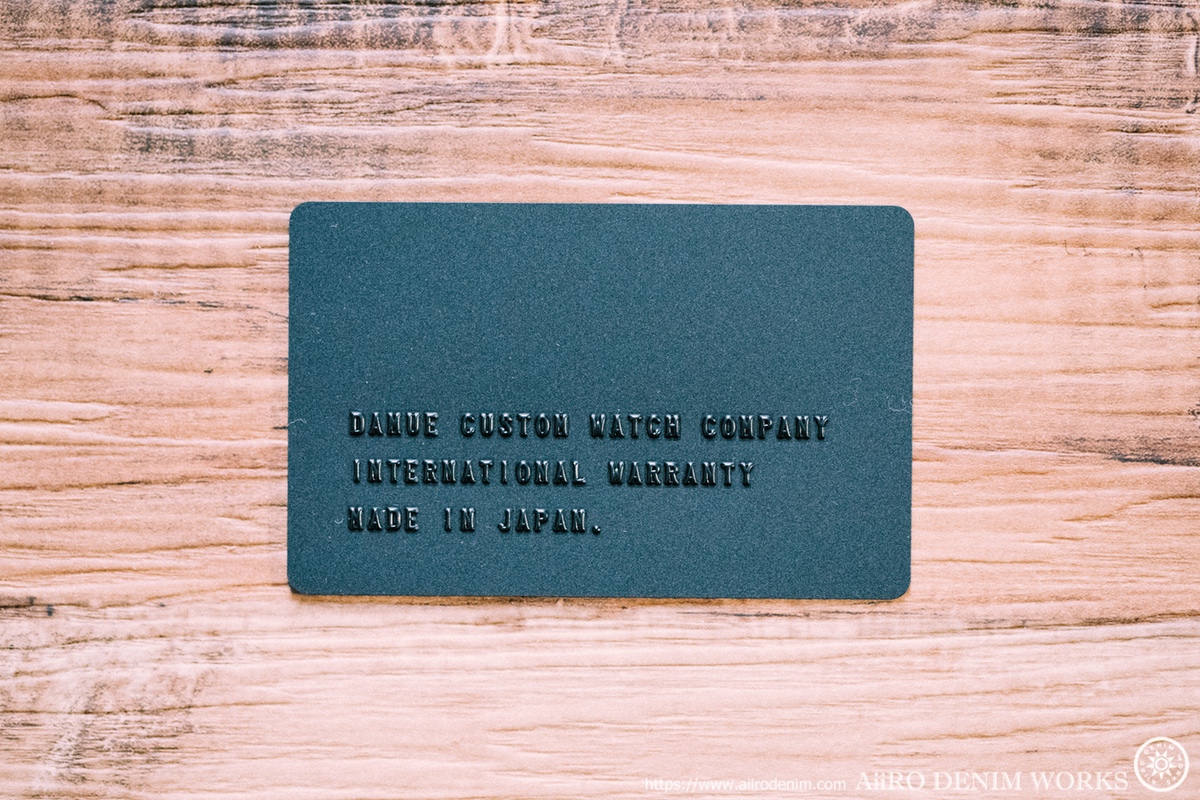 DAMUE CUSTOM WATCH COMPANY
INTERNATIONAL WARRANTY
MADE IN JAPAN.
https://www.aiirodenim.com AIIRO DENIM WORKS